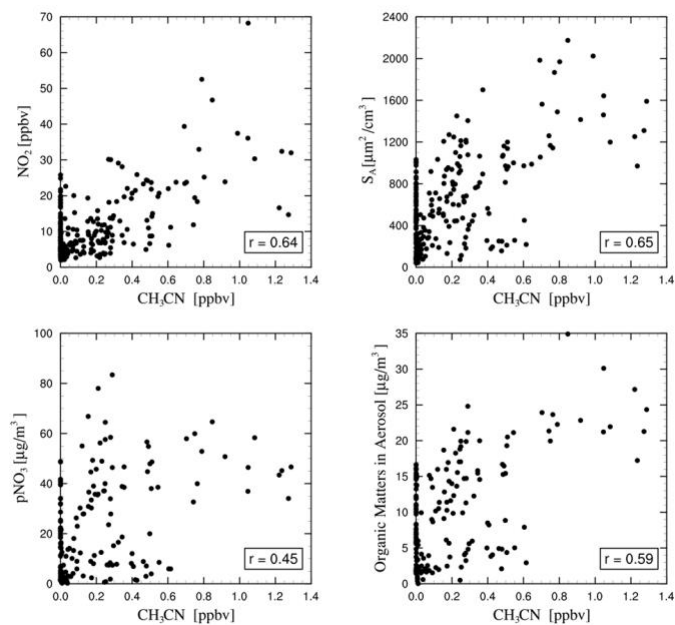 70
60
50
40
30
20
10
0
NO₂ [ppbv]
0.0 0.2 0.4 0.6 0.8 1.0 1.2 1.4
CH₃CN [ppbv]
r = 0.64
2400
2000
1600
1200
800
400
0
S_A [µm² /cm³]
0.0 0.2 0.4 0.6 0.8 1.0 1.2 1.4
CH₃CN [ppbv]
r = 0.65
100
80
60
40
20
0
pNO₃ [µg/m³]
0.0 0.2 0.4 0.6 0.8 1.0 1.2 1.4
CH₃CN [ppbv]
r = 0.45
35
30
25
20
15
10
5
0
Organic Matters in Aerosol [µg/m³]
0.0 0.2 0.4 0.6 0.8 1.0 1.2 1.4
CH₃CN [ppbv]
r = 0.59